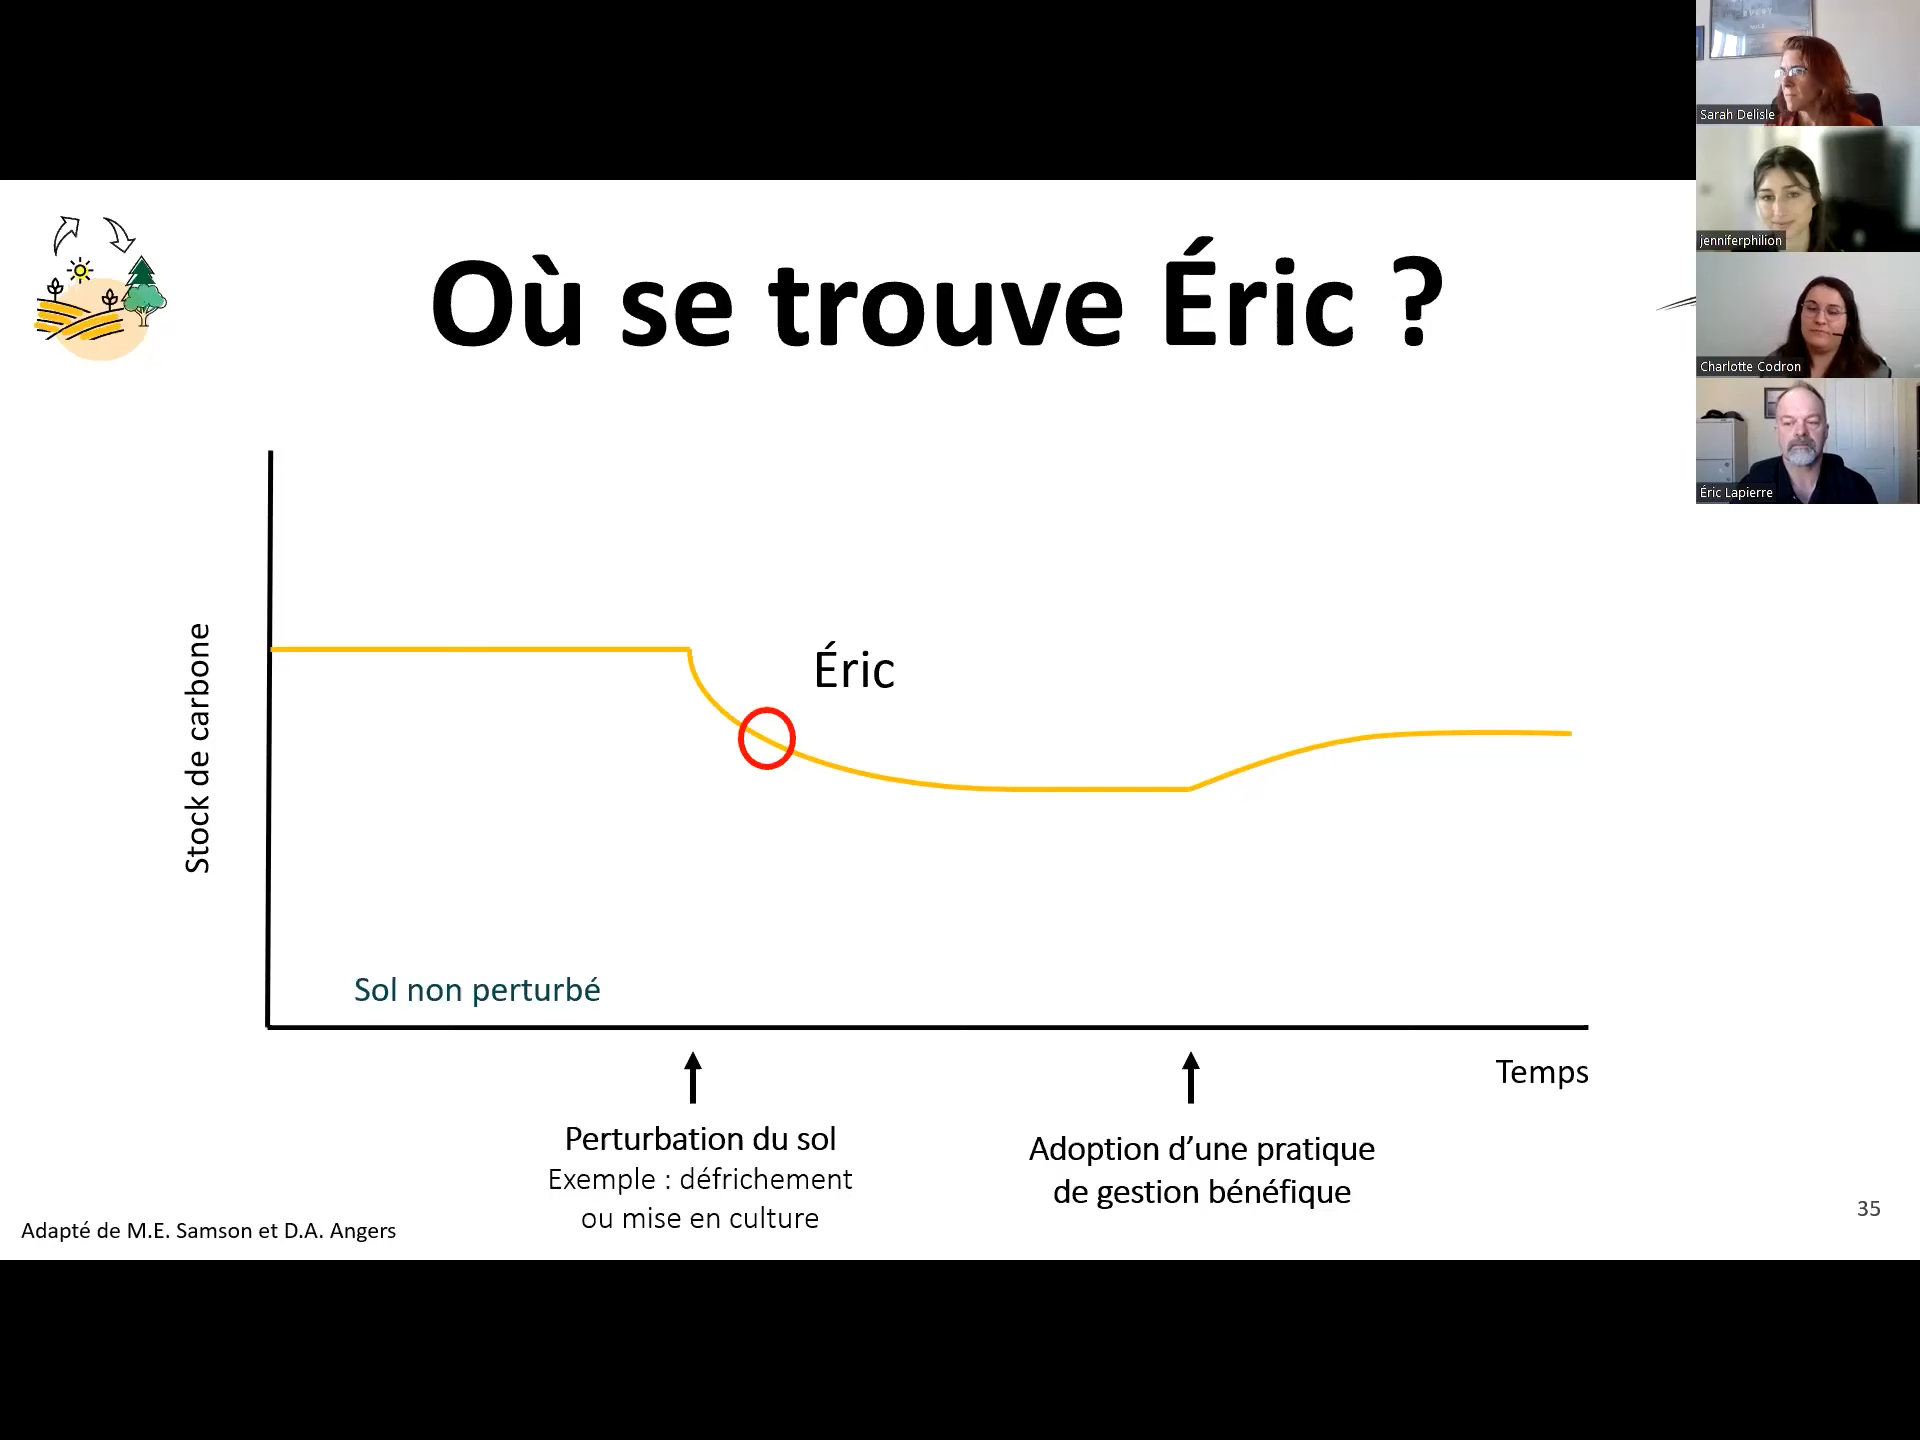 Où se trouve Éric ?
Stock de carbone
Éric
Sol non perturbé
Temps
Perturbation du sol
Exemple : défrichement
ou mise en culture
Adoption d’une pratique
de gestion bénéfique
Adapté de M.E. Samson et D.A. Angers
35
Sarah Delisle
jenniferphilion
Charlotte Codron
Éric Lapierre